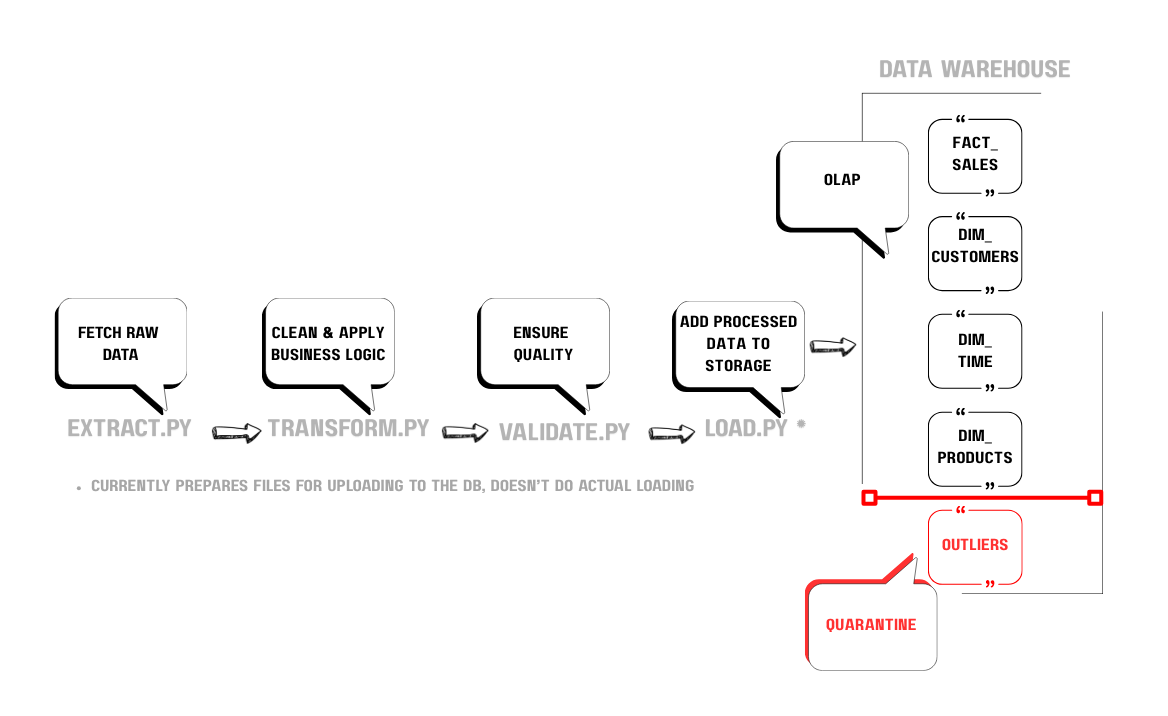 DATA WAREHOUSE
“
FACT_
SALES
”
OLAP
“
DIM_
CUSTOMERS
”
FETCH RAW
DATA
CLEAN & APPLY
BUSINESS LOGIC
ENSURE
QUALITY
ADD PROCESSED
DATA TO
STORAGE
“
DIM_
TIME
”
EXTRACT.PY
TRANSFORM.PY
VALIDATE.PY
LOAD.PY *
“
DIM_
PRODUCTS
”
• CURRENTLY PREPARES FILES FOR UPLOADING TO THE DB, DOESN'T DO ACTUAL LOADING
“
OUTLIERS
”
QUARANTINE